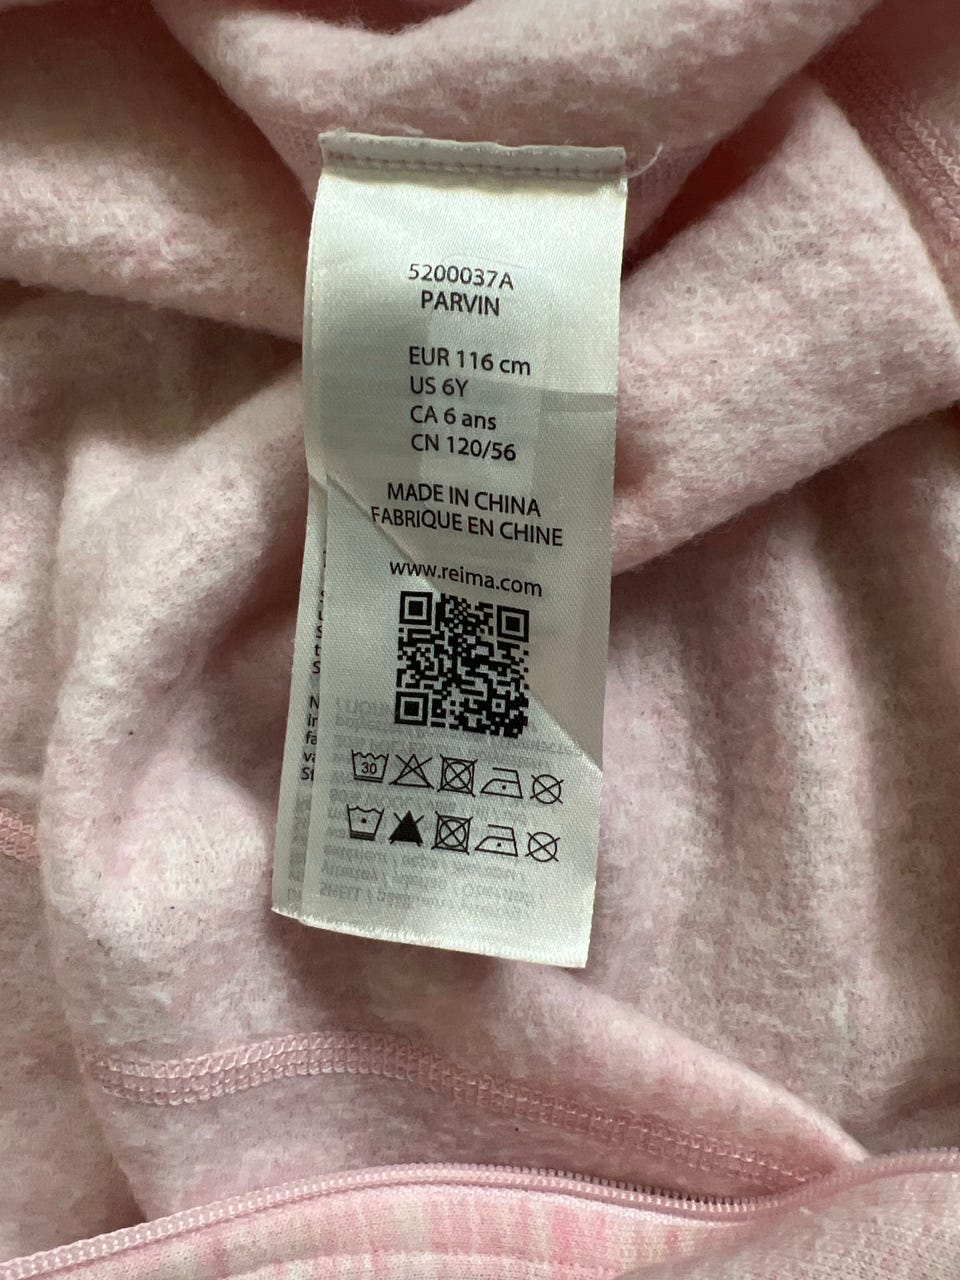 5200037A
PARVIN
EUR 116 cm
US 6Y
CA 6 ans
CN 120/56
MADE IN CHINA
FABRIQUE EN CHINE
www.reima.com
30